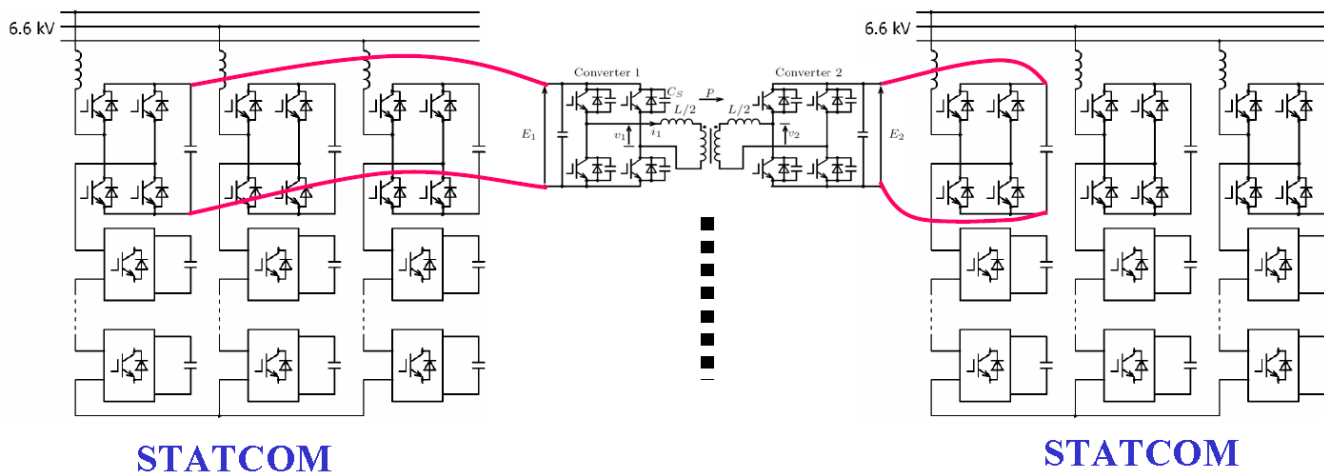 6.6 kV
6.6 kV
Converter 1
Converter 2
C_S
P
L/2
L/2
E_1
v_1
i_1
v_2
E_2
STATCOM
STATCOM